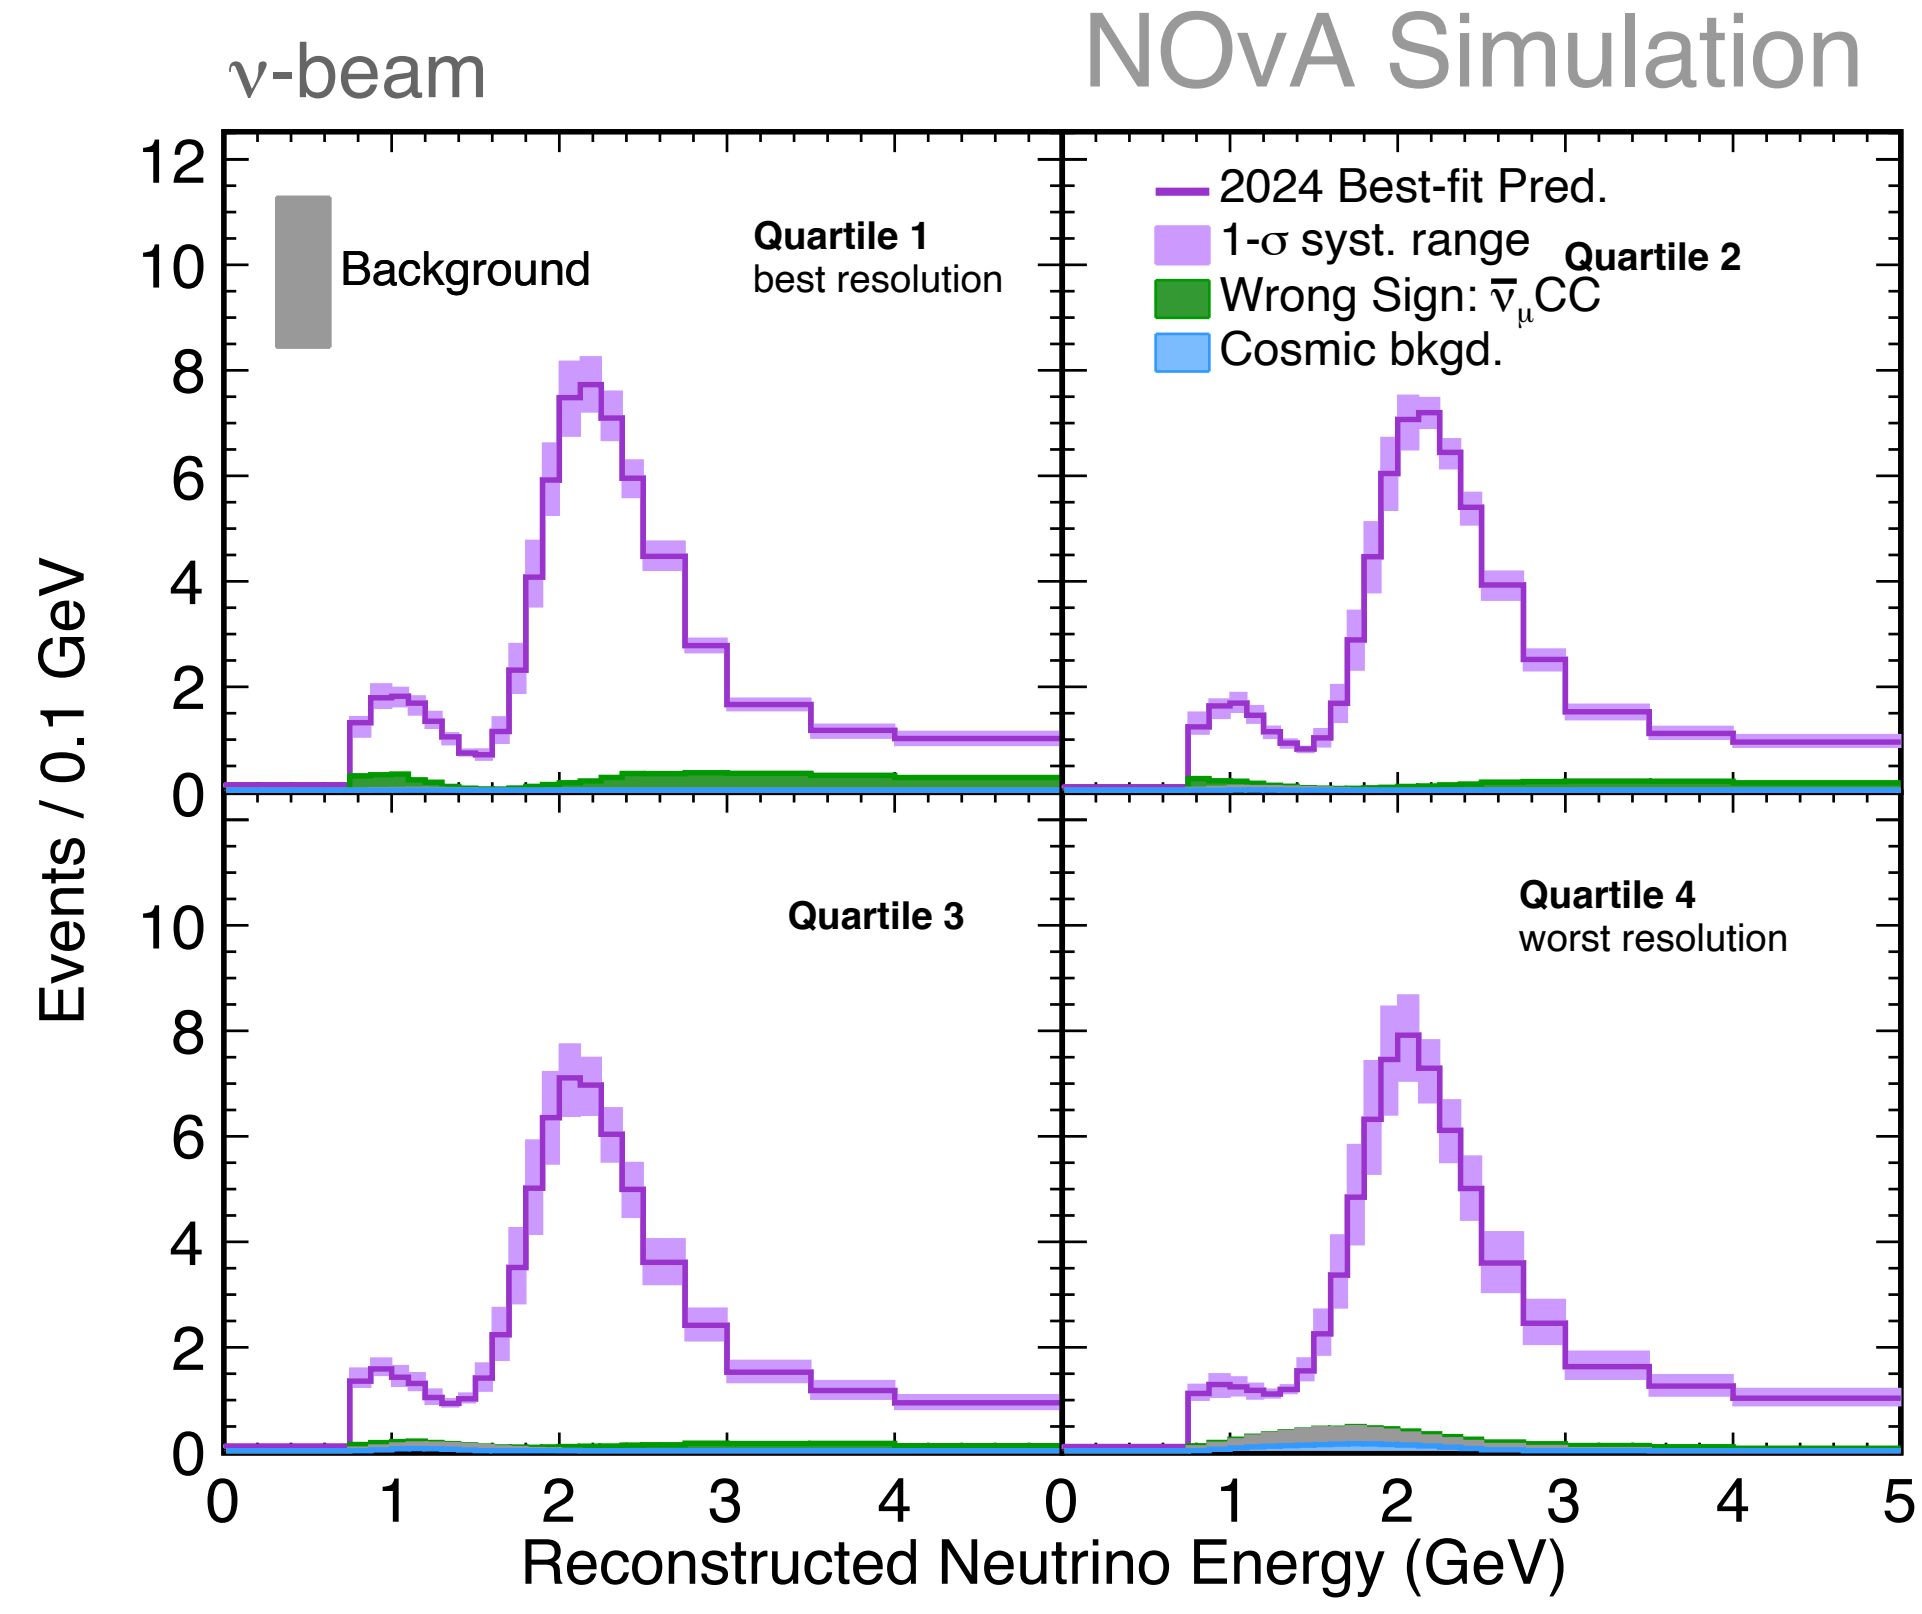 ν-beam
NOvA Simulation
12
10
8
6
4
2
0
Background
Quartile 1
best resolution
2024 Best-fit Pred.
1-σ syst. range
Quartile 2
Wrong Sign: ν̅μCC
Cosmic bkgd.
Events / 0.1 GeV
10
8
6
4
2
0
Quartile 3
Quartile 4
worst resolution
0 1 2 3 4 0 1 2 3 4 5
Reconstructed Neutrino Energy (GeV)